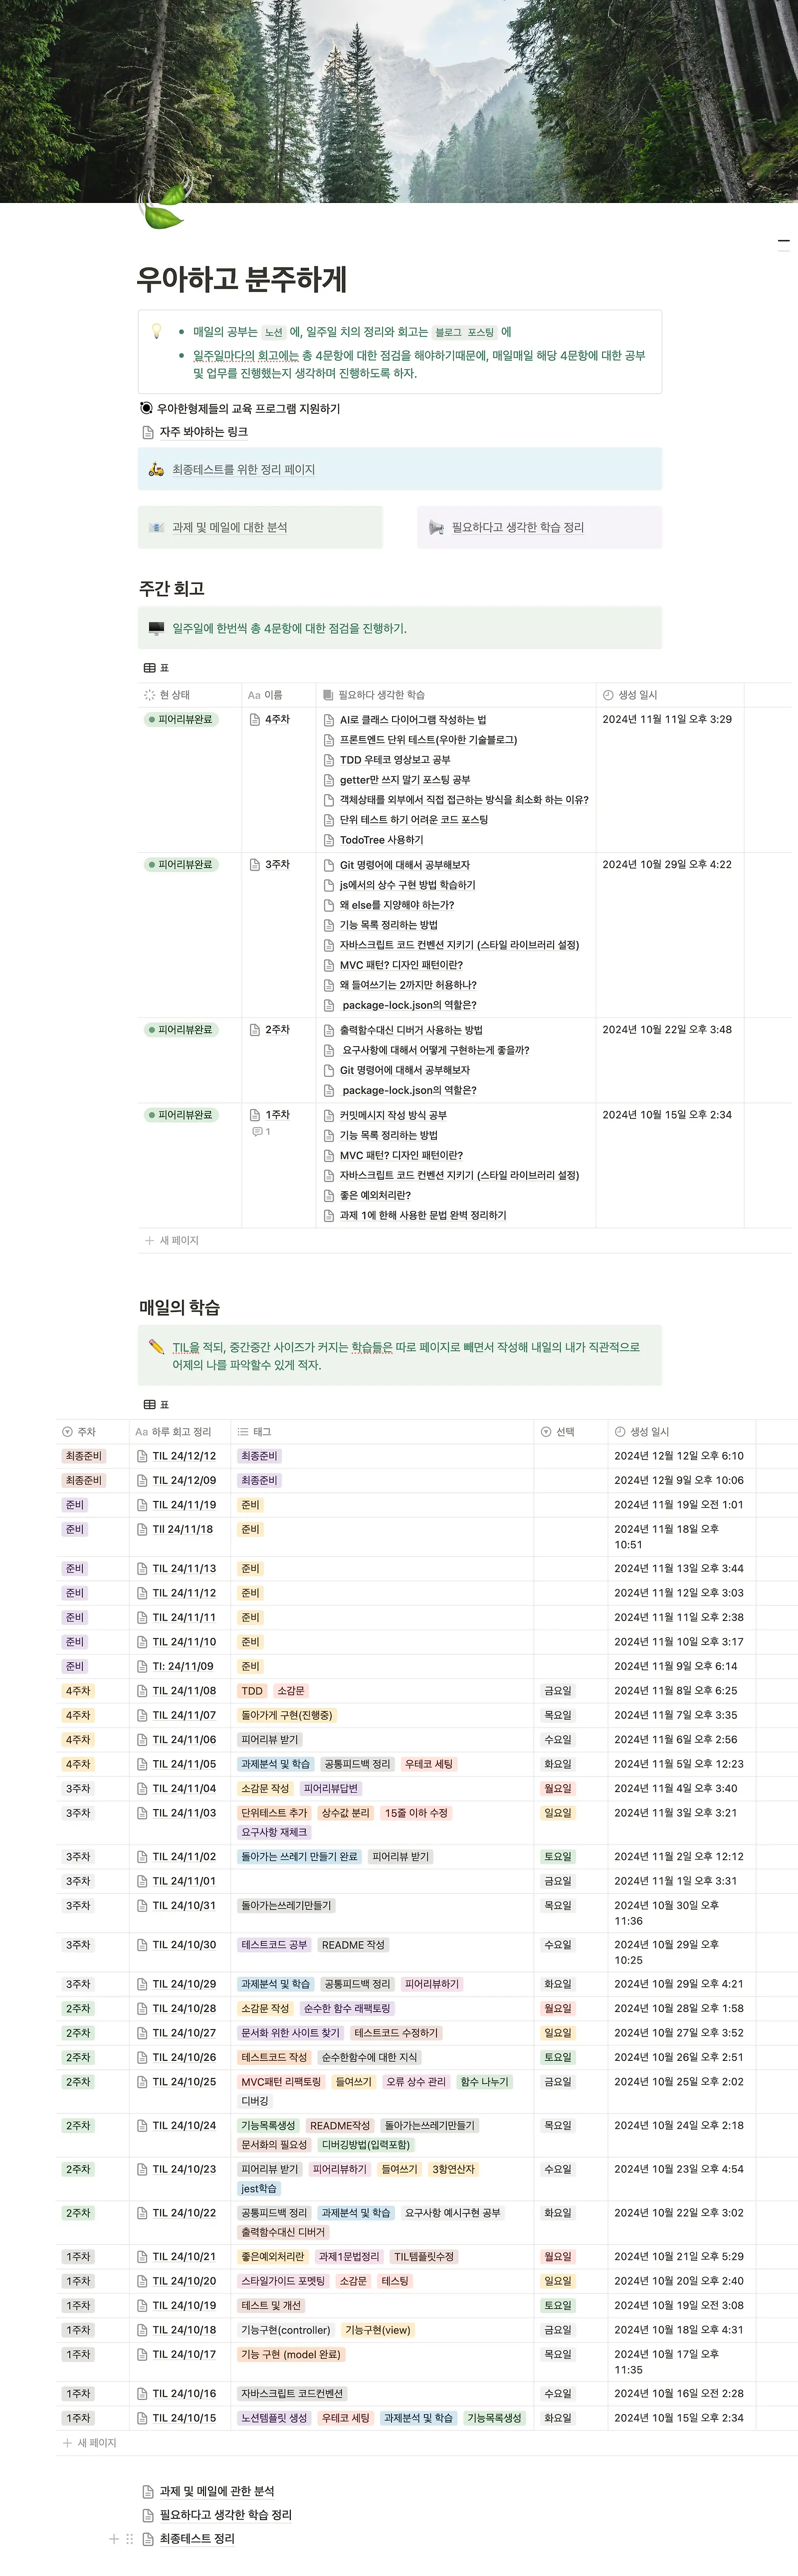 우아하고 분주하게
매일의 공부는 노션 에, 일주일 치의 정리와 회고는 블로그 포스팅 에
일주일마다의 회고에는 총 4문항에 대한 점검을 해야하기때문에, 매일매일 해당 4문항에 대한 공부
및 업무를 진행했는지 생각하며 진행하도록 하자.
우아한형제들의 교육 프로그램 지원하기
자주 봐야하는 링크
최종테스트를 위한 정리 페이지
과제 및 메일에 대한 분석 필요하다고 생각한 학습 정리
주간 회고
일주일에 한번씩 총 4문항에 대한 점검을 진행하기.
표
현 상태 Aa 이름 필요하다 생각한 학습 생성 일시
피어리뷰완료 4주차 AI로 클래스 다이어그램 작성하는 법 2024년 11월 11일 오후 3:29
프론트엔드 단위 테스트(우아한 기술블로그)
TDD 우테코 영상보고 공부
getter만 쓰지 말기 포스팅 공부
객체상태를 외부에서 직접 접근하는 방식을 최소화 하는 이유?
단위 테스트 하기 어려운 코드 포스팅
TodoTree 사용하기
피어리뷰완료 3주차 Git 명령어에 대해서 공부해보자 2024년 10월 29일 오후 4:22
js에서의 상수 구현 방법 학습하기
왜 else를 지양해야 하는가?
기능 목록 정리하는 방법
자바스크립트 코드 컨벤션 지키기 (스타일 라이브러리 설정)
MVC 패턴? 디자인 패턴이란?
왜 들여쓰기는 2까지만 허용하나?
package-lock.json의 역할은?
피어리뷰완료 2주차 출력함수대신 디버거 사용하는 방법 2024년 10월 22일 오후 3:48
요구사항에 대해서 어떻게 구현하는게 좋을까?
Git 명령어에 대해서 공부해보자
package-lock.json의 역할은?
피어리뷰완료 1주차 커밋메시지 작성 방식 공부 2024년 10월 15일 오후 2:34
1 기능 목록 정리하는 방법
MVC 패턴? 디자인 패턴이란?
자바스크립트 코드 컨벤션 지키기 (스타일 라이브러리 설정)
좋은 예외처리란?
과제 1에 한해 사용한 문법 완벽 정리하기
새 페이지
매일의 학습
TIL을 적되, 중간중간 사이즈가 커지는 학습들은 따로 페이지로 빼면서 작성해 내일의 내가 직관적으로
어제의 나를 파악할수 있게 적자.
표
주차 Aa 하루 회고 정리 태그 선택 생성 일시
최종준비 TIL 24/12/12 최종준비 2024년 12월 12일 오후 6:10
최종준비 TIL 24/12/09 최종준비 2024년 12월 9일 오후 10:06
준비 TIL 24/11/19 준비 2024년 11월 19일 오전 1:01
준비 TIl 24/11/18 준비 2024년 11월 18일 오후
10:51
준비 TIL 24/11/13 준비 2024년 11월 13일 오후 3:44
준비 TIL 24/11/12 준비 2024년 11월 12일 오후 3:03
준비 TIL 24/11/11 준비 2024년 11월 11일 오후 2:38
준비 TIL 24/11/10 준비 2024년 11월 10일 오후 3:17
준비 TI: 24/11/09 준비 2024년 11월 9일 오후 6:14
4주차 TIL 24/11/08 TDD 소감문 금요일 2024년 11월 8일 오후 6:25
4주차 TIL 24/11/07 돌아가게 구현(진행중) 목요일 2024년 11월 7일 오후 3:35
4주차 TIL 24/11/06 피어리뷰 받기 수요일 2024년 11월 6일 오후 2:56
4주차 TIL 24/11/05 과제분석 및 학습 공통피드백 정리 우테코 세팅 화요일 2024년 11월 5일 오후 12:23
3주차 TIL 24/11/04 소감문 작성 피어리뷰답변 월요일 2024년 11월 4일 오후 3:40
3주차 TIL 24/11/03 단위테스트 추가 상수값 분리 15줄 이하 수정 일요일 2024년 11월 3일 오후 3:21
요구사항 재체크
3주차 TIL 24/11/02 돌아가는 쓰레기 만들기 완료 피어리뷰 받기 토요일 2024년 11월 2일 오후 12:12
3주차 TIL 24/11/01 금요일 2024년 11월 1일 오후 3:31
3주차 TIL 24/10/31 돌아가는쓰레기만들기 목요일 2024년 10월 30일 오후
11:36
3주차 TIL 24/10/30 테스트코드 공부 README 작성 수요일 2024년 10월 29일 오후
10:25
3주차 TIL 24/10/29 과제분석 및 학습 공통피드백 정리 피어리뷰하기 화요일 2024년 10월 29일 오후 4:21
2주차 TIL 24/10/28 소감문 작성 순수한 함수 래팩토링 월요일 2024년 10월 28일 오후 1:58
2주차 TIL 24/10/27 문서화 위한 사이트 찾기 테스트코드 수정하기 일요일 2024년 10월 27일 오후 3:52
2주차 TIL 24/10/26 테스트코드 작성 순수한함수에 대한 지식 토요일 2024년 10월 26일 오후 2:51
2주차 TIL 24/10/25 MVC패턴 리팩토링 들여쓰기 오류 상수 관리 함수 나누기 금요일 2024년 10월 25일 오후 2:02
디버깅
2주차 TIL 24/10/24 기능목록생성 README작성 돌아가는쓰레기만들기 목요일 2024년 10월 24일 오후 2:18
문서화의 필요성 디버깅방법(입력포함)
2주차 TIL 24/10/23 피어리뷰 받기 피어리뷰하기 들여쓰기 3항연산자 수요일 2024년 10월 23일 오후 4:54
jest학습
2주차 TIL 24/10/22 공통피드백 정리 과제분석 및 학습 요구사항 예시구현 공부 화요일 2024년 10월 22일 오후 3:02
출력함수대신 디버거
1주차 TIL 24/10/21 좋은예외처리란 과제1문법정리 TIL템플릿수정 월요일 2024년 10월 21일 오후 5:29
1주차 TIL 24/10/20 스타일가이드 포멧팅 소감문 테스팅 일요일 2024년 10월 20일 오후 2:40
1주차 TIL 24/10/19 테스트 및 개선 토요일 2024년 10월 19일 오전 3:08
1주차 TIL 24/10/18 기능구현(controller) 기능구현(view) 금요일 2024년 10월 18일 오후 4:31
1주차 TIL 24/10/17 기능 구현 (model 완료) 목요일 2024년 10월 17일 오후
11:35
1주차 TIL 24/10/16 자바스크립트 코드컨벤션 수요일 2024년 10월 16일 오전 2:28
1주차 TIL 24/10/15 노션템플릿 생성 우테코 세팅 과제분석 및 학습 기능목록생성 화요일 2024년 10월 15일 오후 2:34
새 페이지
과제 및 메일에 관한 분석
필요하다고 생각한 학습 정리
최종테스트 정리